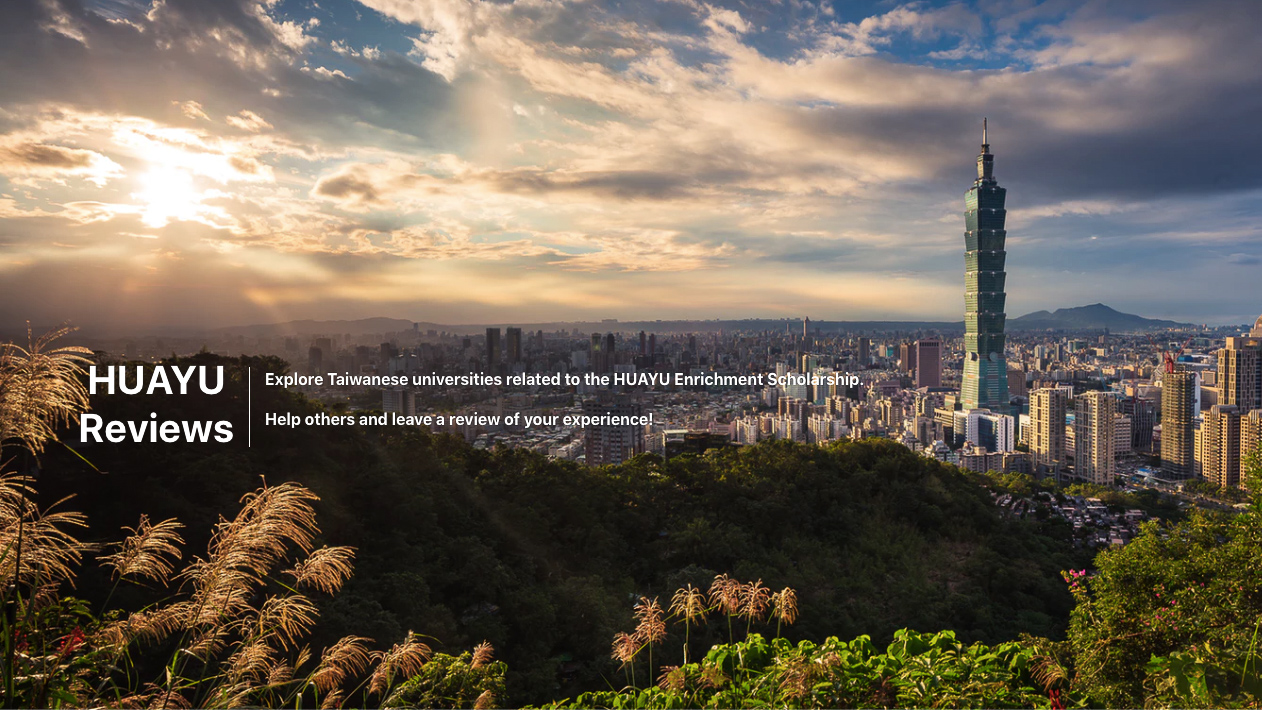 HUAYU
Reviews
Explore Taiwanese universities related to the HUAYU Enrichment Scholarship.
Help others and leave a review of your experience!